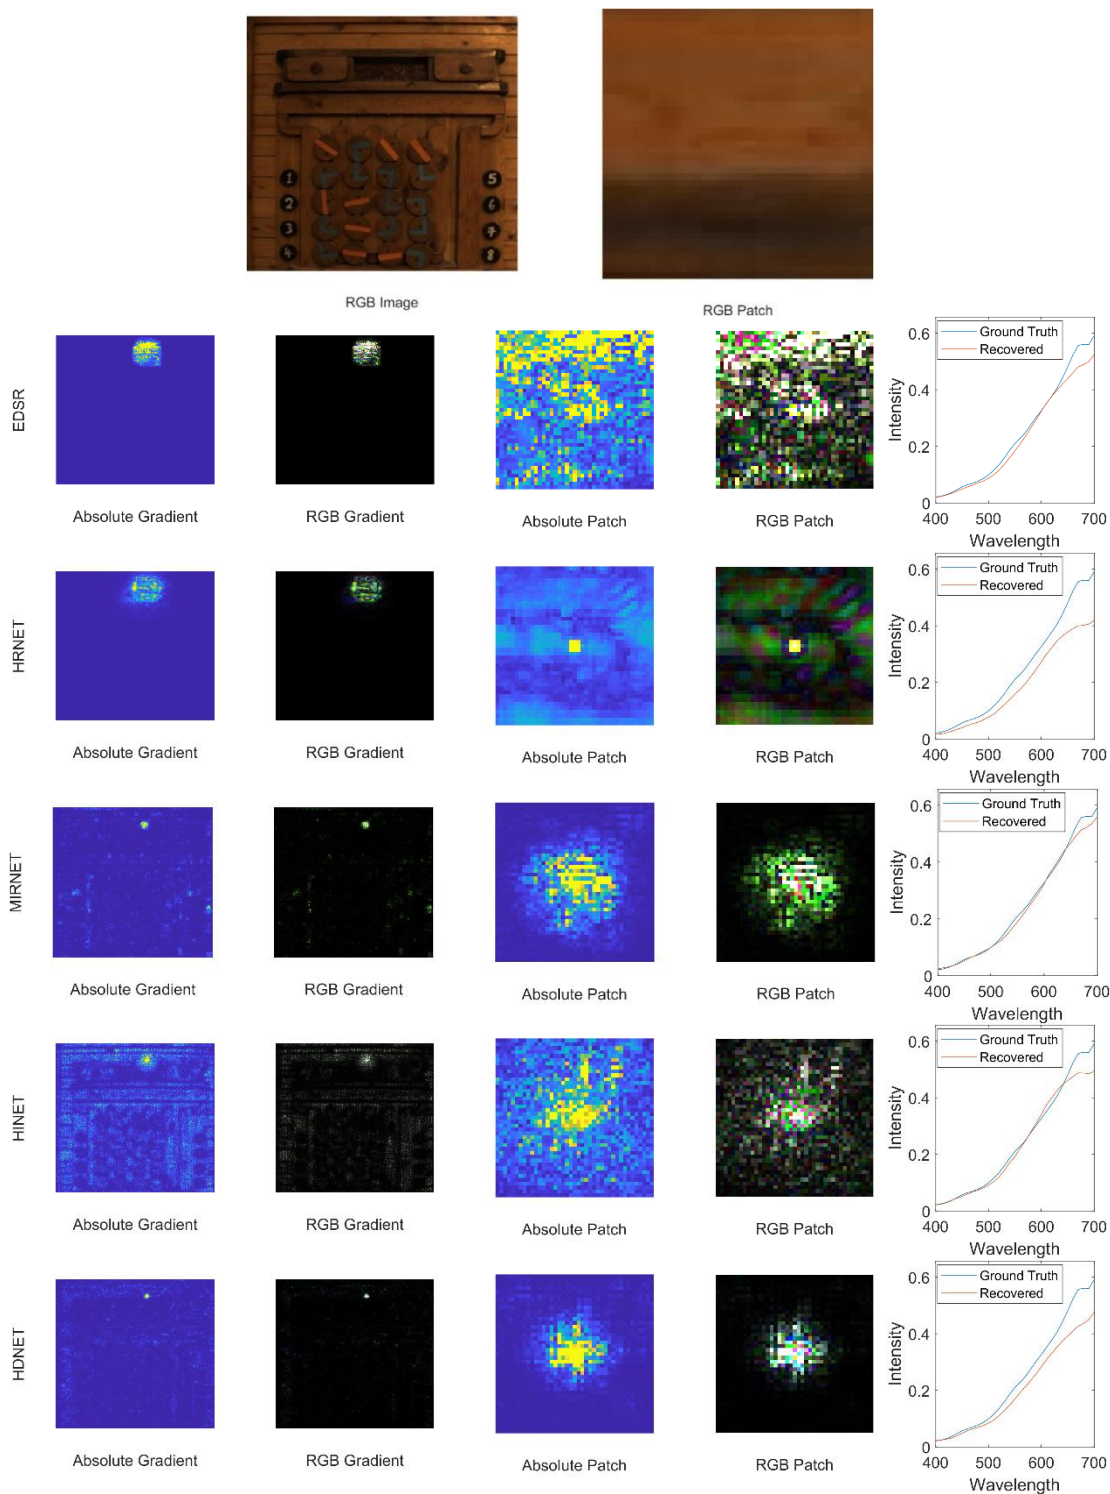 1
2
3
4
5
6
7
8
RGB Image
RGB Patch
EDSR
Absolute Gradient
RGB Gradient
Absolute Patch
RGB Patch
0.6
0.4
0.2
0
Intensity
Ground Truth
Recovered
400 500 600 700
Wavelength
HRNET
Absolute Gradient
RGB Gradient
Absolute Patch
RGB Patch
0.6
0.4
0.2
0
Intensity
Ground Truth
Recovered
400 500 600 700
Wavelength
MIRNET
Absolute Gradient
RGB Gradient
Absolute Patch
RGB Patch
0.6
0.4
0.2
0
Intensity
Ground Truth
Recovered
400 500 600 700
Wavelength
HINET
Absolute Gradient
RGB Gradient
Absolute Patch
RGB Patch
0.6
0.4
0.2
0
Intensity
Ground Truth
Recovered
400 500 600 700
Wavelength
HDNET
Absolute Gradient
RGB Gradient
Absolute Patch
RGB Patch
0.6
0.4
0.2
0
Intensity
Ground Truth
Recovered
400 500 600 700
Wavelength